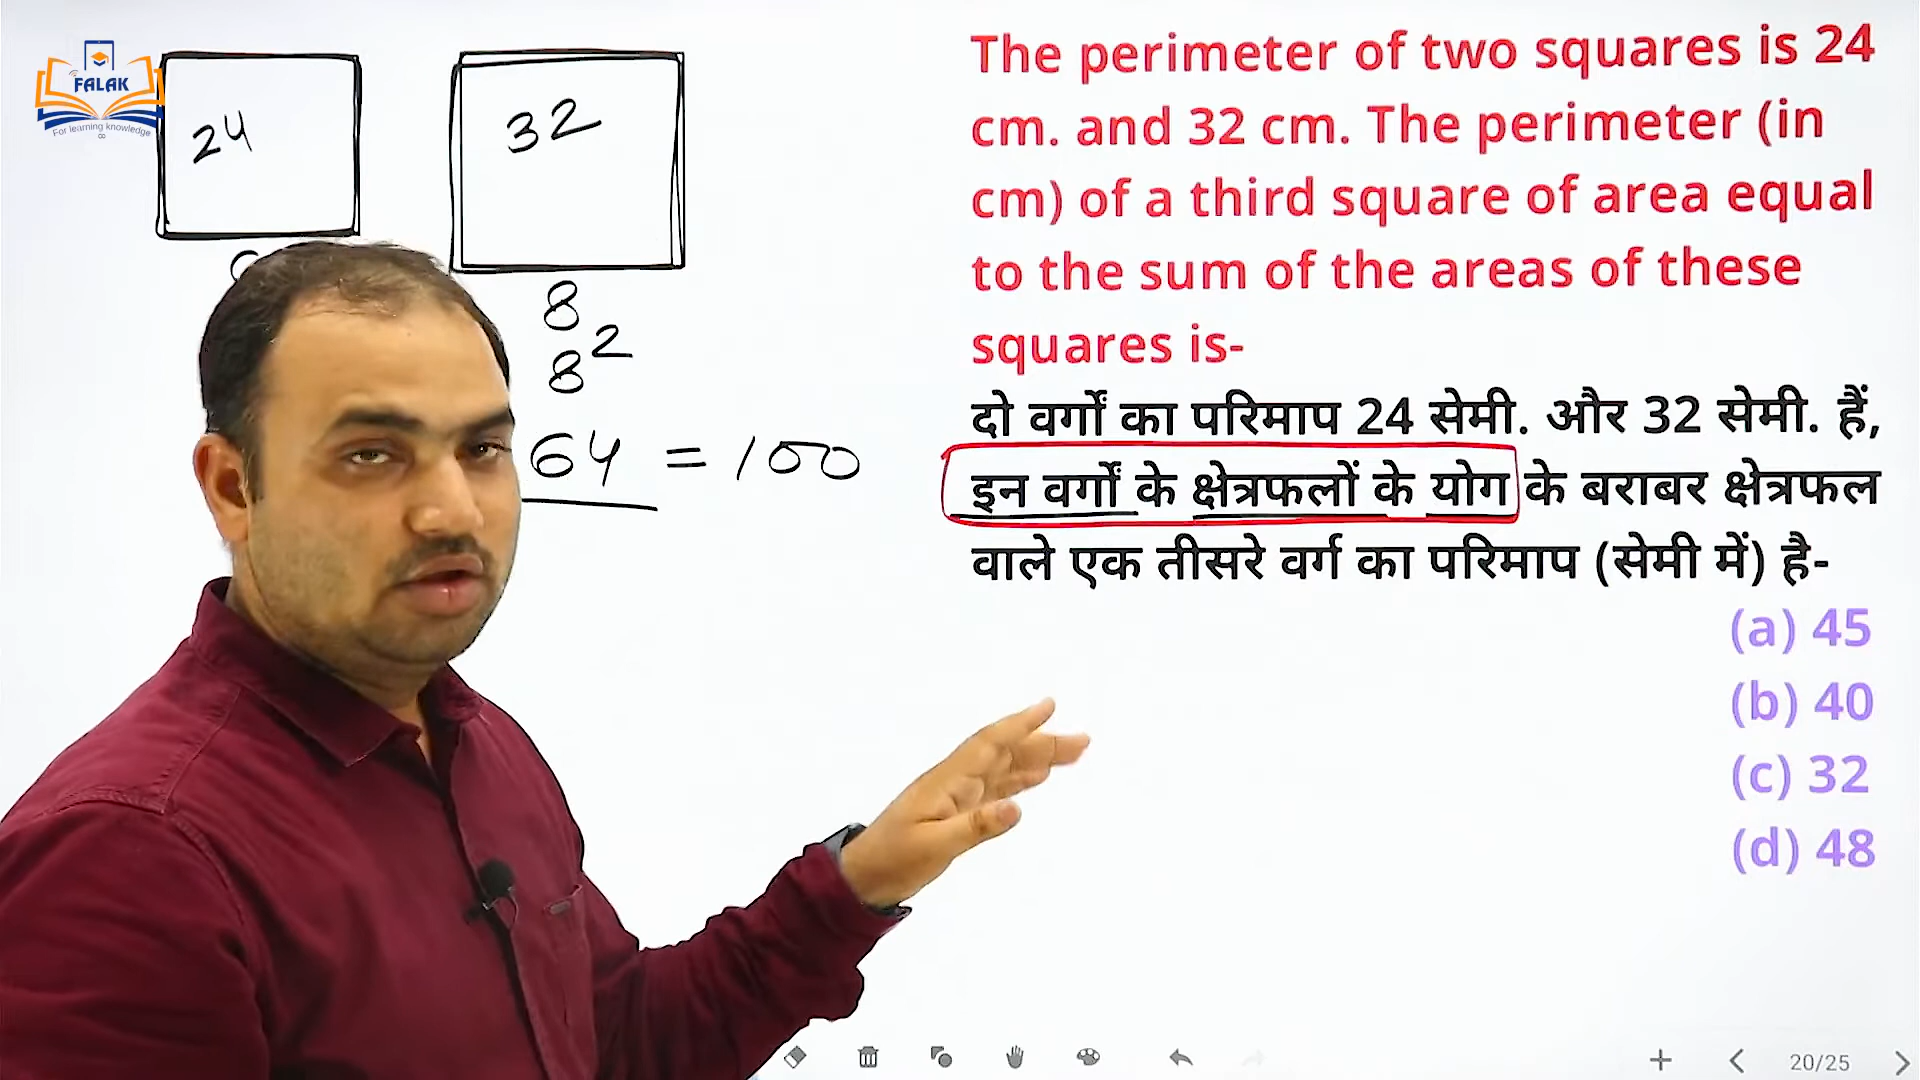 FALAK
For learning knowledge
24
32
8
8²
64 = 100
The perimeter of two squares is 24
cm. and 32 cm. The perimeter (in
cm) of a third square of area equal
to the sum of the areas of these
squares is-
दो वर्गों का परिमाप 24 सेमी. और 32 सेमी. हैं,
इन वर्गों के क्षेत्रफलों के योग के बराबर क्षेत्रफल
वाले एक तीसरे वर्ग का परिमाप (सेमी में) है-
(a) 45
(b) 40
(c) 32
(d) 48
20/25